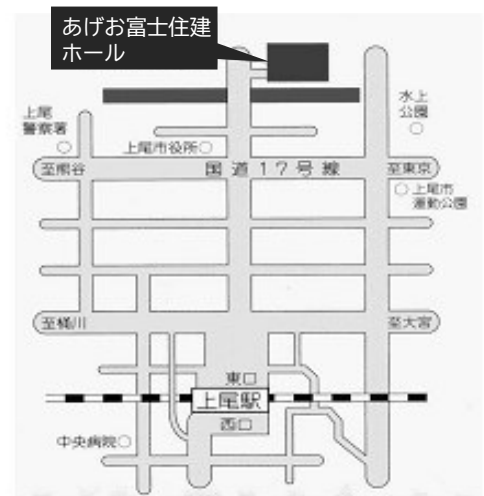 あげお富士住建
ホール
水上
公園
上尾
警察署
上尾市役所
至熊谷
国道17号線
至東京
上尾市
運動公園
至桶川
至大宮
東口
上尾駅
西口
中央病院